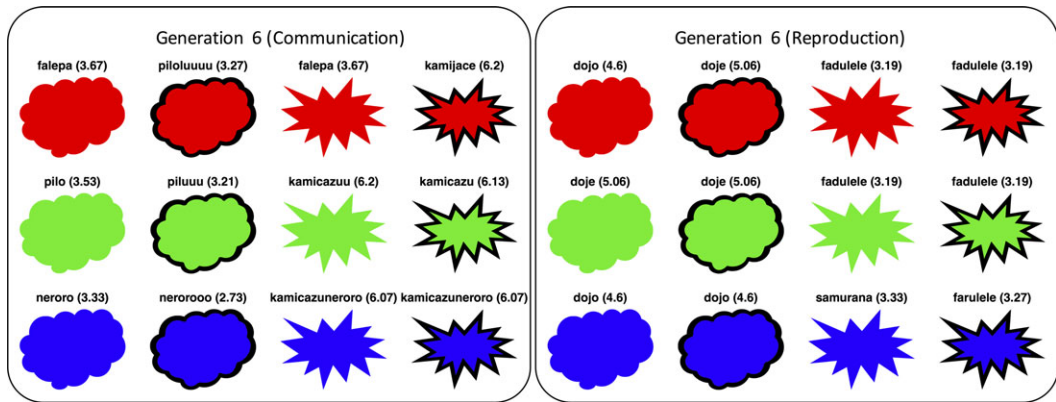 Generation 6 (Communication)
falepa (3.67) piloluuuu (3.27) falepa (3.67) kamijace (6.2)
pilo (3.53) piluuu (3.21) kamicazuu (6.2) kamicazu (6.13)
neroro (3.33) nerorooo (2.73) kamicazuneroro (6.07) kamicazuneroro (6.07)
Generation 6 (Reproduction)
dojo (4.6) doje (5.06) fadulele (3.19) fadulele (3.19)
doje (5.06) doje (5.06) fadulele (3.19) fadulele (3.19)
dojo (4.6) dojo (4.6) samurana (3.33) farulele (3.27)